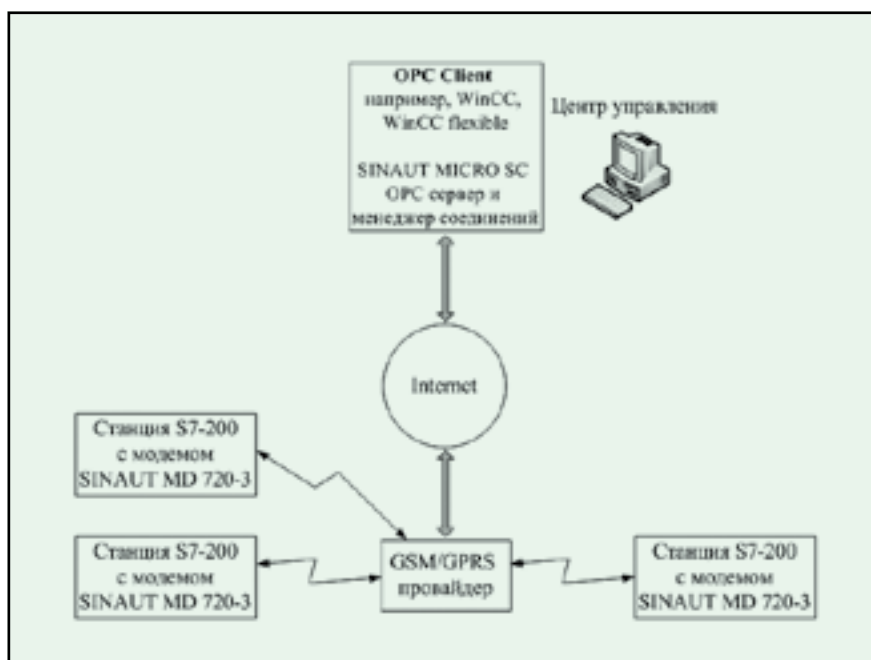 OPC Client
например, WinCC,
WinCC flexible
SINAUT MICRO SC
OPC сервер и
менеджер соединений
Центр управления
Internet
Станция S7-200
с модемом
SINAUT MD 720-3
Станция S7-200
с модемом
SINAUT MD 720-3
GSM/GPRS
провайдер
Станция S7-200
с модемом
SINAUT MD 720-3